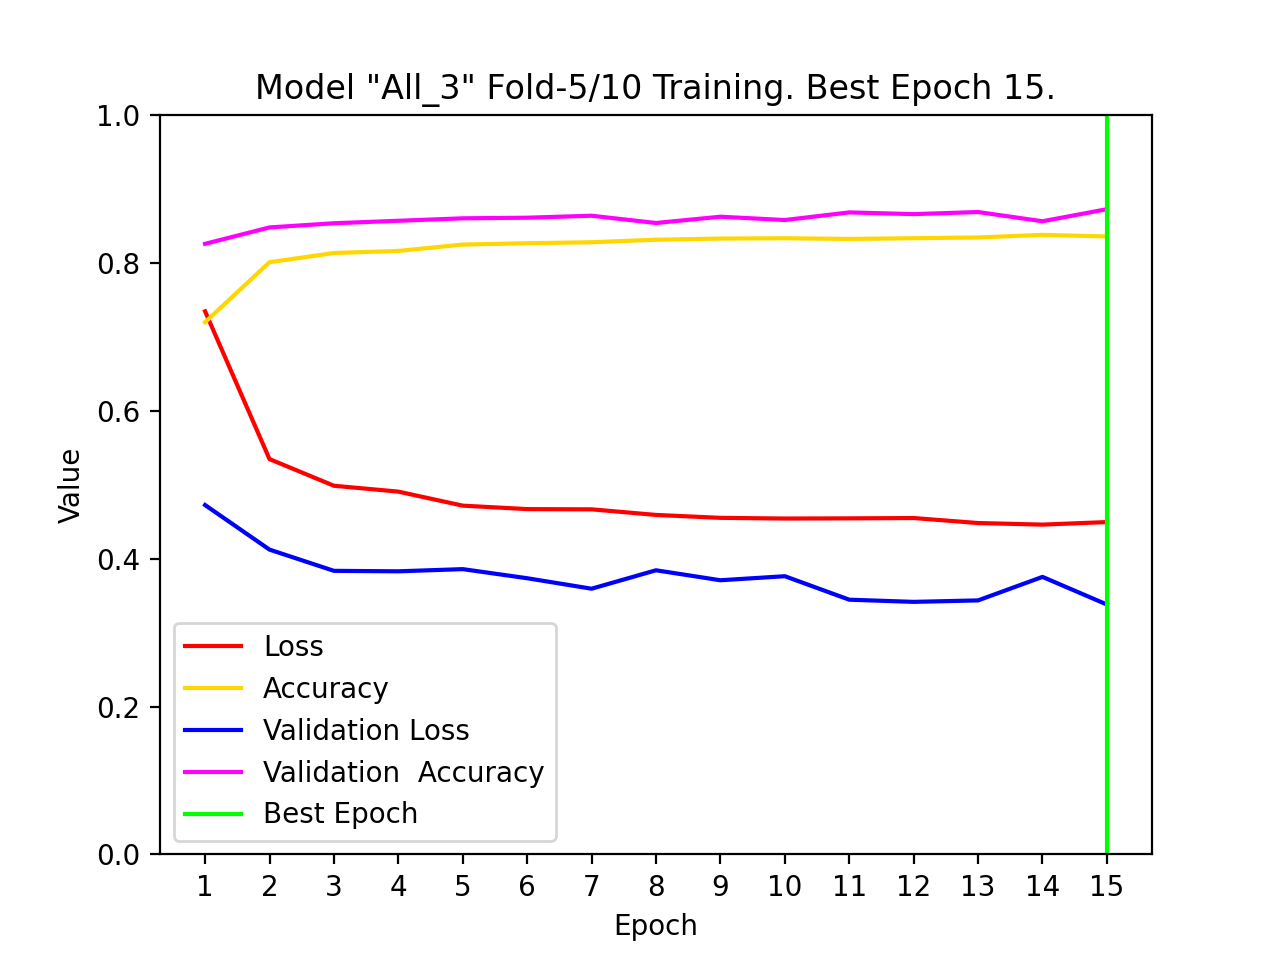 Model "All_3" Fold-5/10 Training. Best Epoch 15.
1.0
0.8
0.6
0.4
0.2
0.0
Value
Loss
Accuracy
Validation Loss
Validation  Accuracy
Best Epoch
1 2 3 4 5 6 7 8 9 10 11 12 13 14 15
Epoch